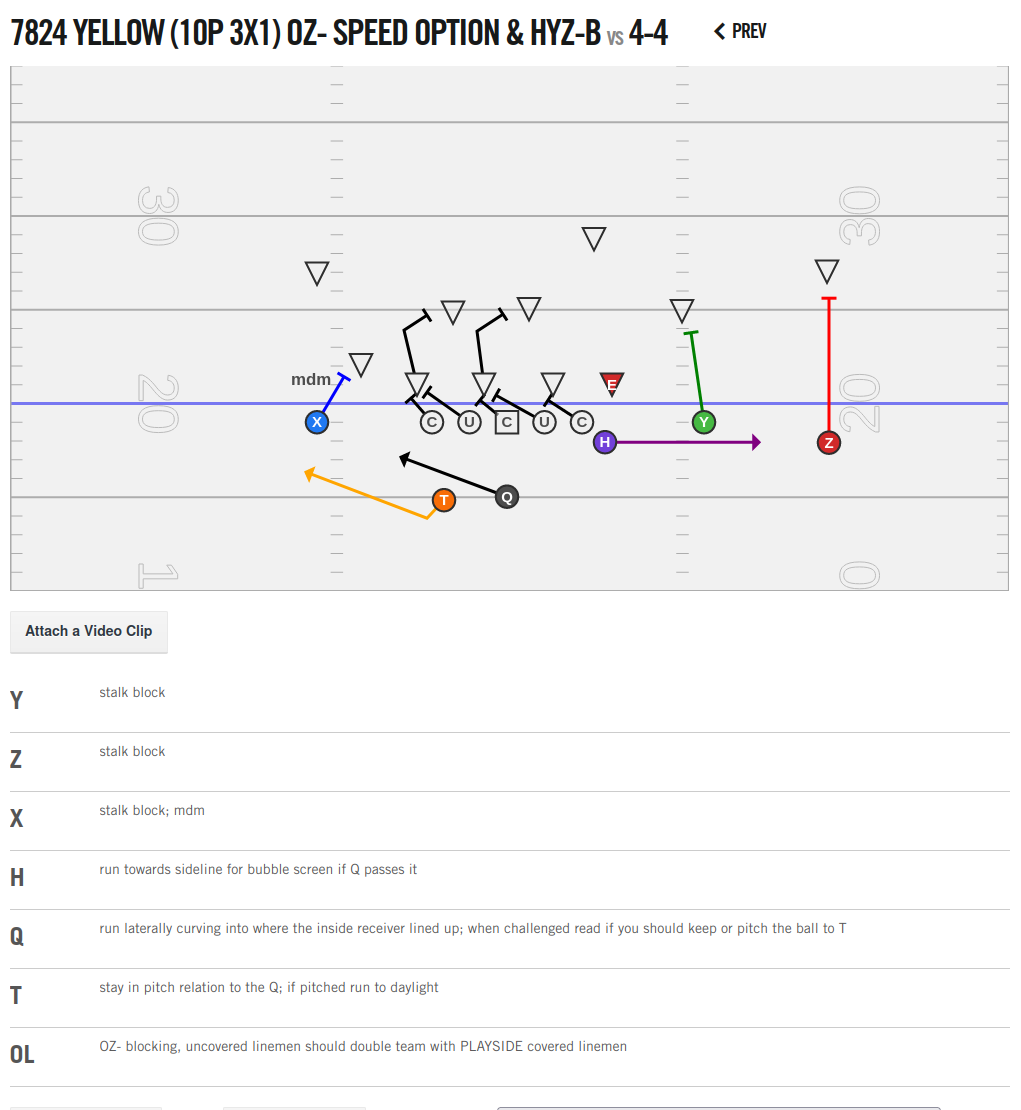 7824 YELLOW (10P 3X1) OZ- SPEED OPTION & HYZ-B vs 4-4 PREV
30 30
E
mdm
20 20
X C U C U C Y
H Z
T Q
1 0
Attach a Video Clip
Y stalk block
Z stalk block
X stalk block; mdm
H run towards sideline for bubble screen if Q passes it
Q run laterally curving into where the inside receiver lined up; when challenged read if you should keep or pitch the ball to T
T stay in pitch relation to the Q; if pitched run to daylight
OL OZ- blocking, uncovered linemen should double team with PLAYSIDE covered linemen